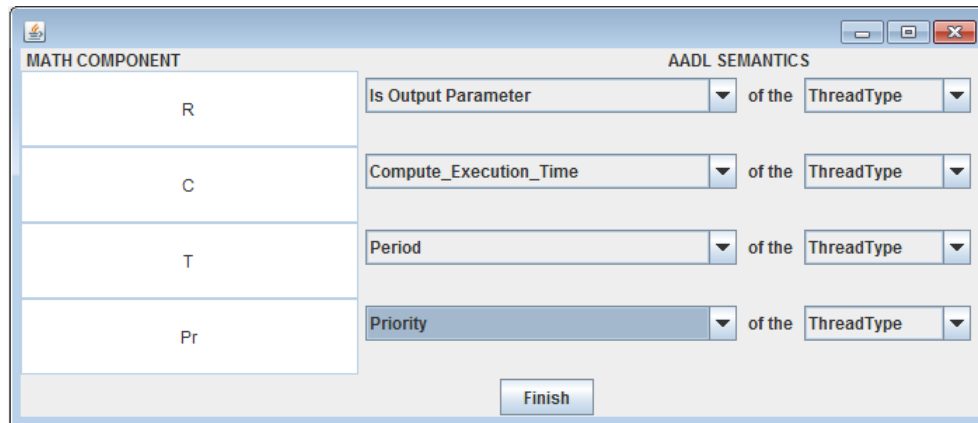 MATH COMPONENT AADL SEMANTICS
R Is Output Parameter of the ThreadType
C Compute_Execution_Time of the ThreadType
T Period of the ThreadType
Pr Priority of the ThreadType
Finish